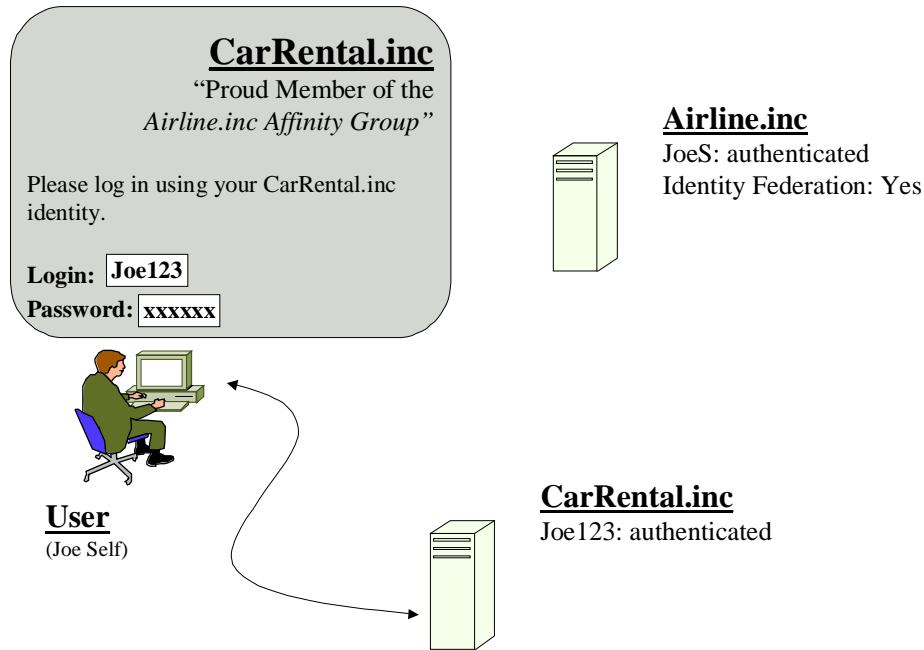 CarRental.inc
“Proud Member of the
Airline.inc Affinity Group”
Please log in using your CarRental.inc
identity.
Login: Joe123
Password: xxxxxx
Airline.inc
JoeS: authenticated
Identity Federation: Yes
User
(Joe Self)
CarRental.inc
Joe123: authenticated